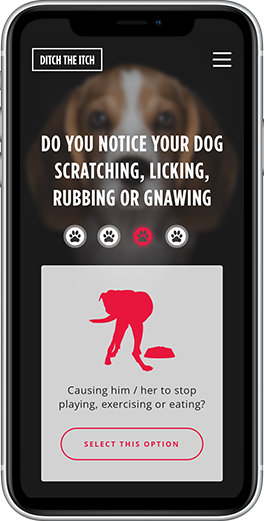 DITCH THE ITCH
DO YOU NOTICE YOUR DOG
SCRATCHING, LICKING,
RUBBING OR GNAWING
Causing him / her to stop
playing, exercising or eating?
SELECT THIS OPTION